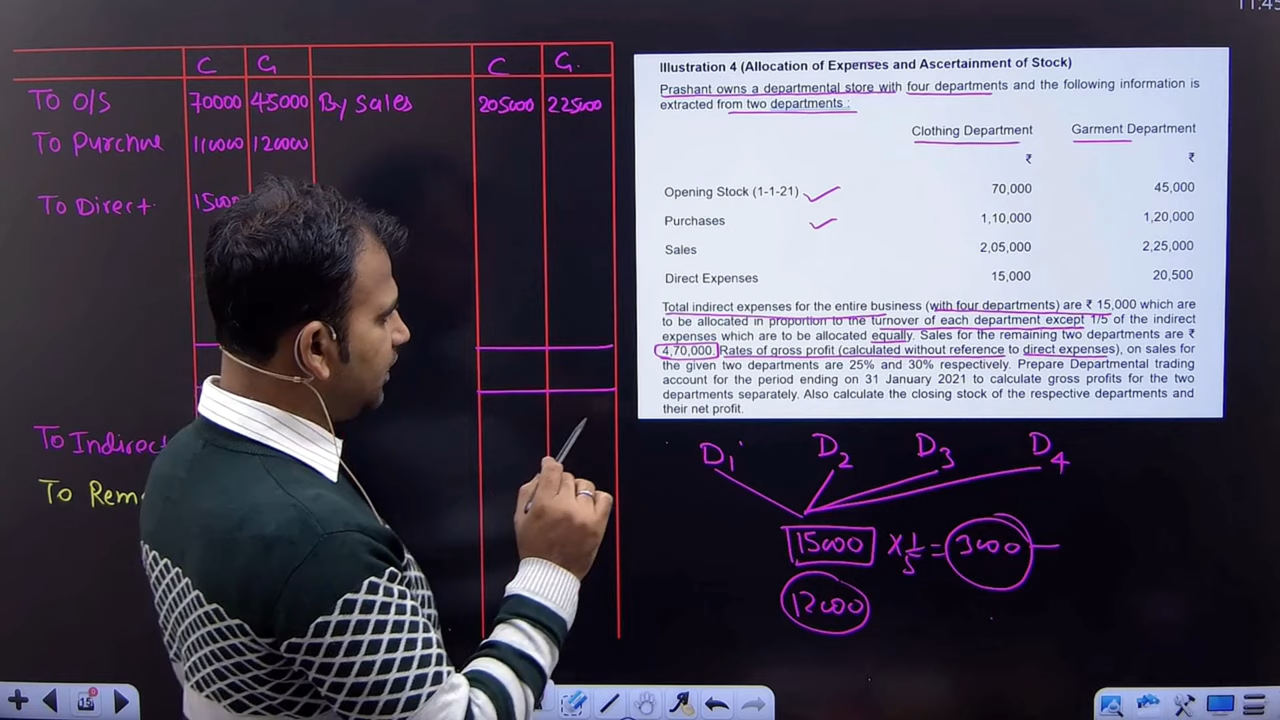 11:45
C G C G.
To O/S 70000 45000 By Sales 205000 225000
To Purchase 110000 120000
To Direct. 15000
To Indirect
To Rem
Illustration 4 (Allocation of Expenses and Ascertainment of Stock)
Prashant owns a departmental store with four departments and the following information is
extracted from two departments :
Clothing Department Garment Department
₹ ₹
Opening Stock (1-1-21) 70,000 45,000
Purchases 1,10,000 1,20,000
Sales 2,05,000 2,25,000
Direct Expenses 15,000 20,500
Total indirect expenses for the entire business (with four departments) are ₹ 15,000 which are
to be allocated in proportion to the turnover of each department except 1/5 of the indirect
expenses which are to be allocated equally. Sales for the remaining two departments are ₹
4,70,000. Rates of gross profit (calculated without reference to direct expenses), on sales for
the given two departments are 25% and 30% respectively. Prepare Departmental trading
account for the period ending on 31 January 2021 to calculate gross profits for the two
departments separately. Also calculate the closing stock of the respective departments and
their net profit.
D1 D2 D3 D4
15000 × 1/5 = 3000
12000
15